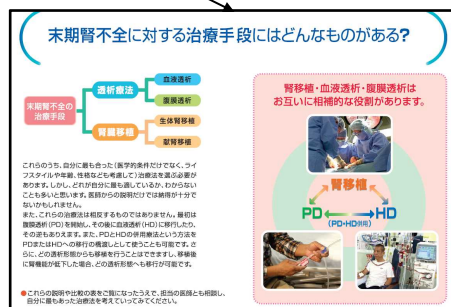 末期腎不全に対する治療手段にはどんなものがある?
末期腎不全の
治療手段
透析療法
血液透析
腹膜透析
腎臓移植
生体腎移植
献腎移植
これらのうち、自分に最も合った(医学的条件だけでなく、ライ
フスタイルや年齢、性格なども考慮して)治療法を選ぶ必要が
あります。しかし、どれが自分に最も適しているか、わからない
ことも多いと思います。医師からの説明だけでは納得が十分で
ないかもしれません。
また、これらの治療法は相反するものではありません。最初は
腹膜透析(PD)を開始し、その後に血液透析(HD)に移行したり、
その逆もありえます。また、PDとHDの併用療法という方法を
PDまたはHDへの移行の橋渡しとして使うことも可能です。さ
らに、どの透析形態からも移植を行うことはできますし、移植後
に腎機能が低下した場合、どの透析形態へも移行が可能です。
●これらの説明や比較の表をご覧になったうえで、担当の医師とも相談し、
自分に最もあった治療法を考えていってみてください。
腎移植・血液透析・腹膜透析は
お互いに相補的な役割があります。
腎移植
PD
HD
(PD・HD併用)